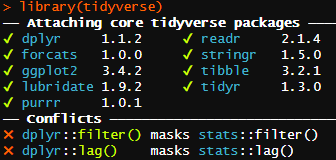 > library(tidyverse)
── Attaching core tidyverse packages ──
✔ dplyr 1.1.2 ✔ readr 2.1.4
✔ forcats 1.0.0 ✔ stringr 1.5.0
✔ ggplot2 3.4.2 ✔ tibble 3.2.1
✔ lubridate 1.9.2 ✔ tidyr 1.3.0
✔ purrr 1.0.1
── Conflicts ──
✖ dplyr::filter() masks stats::filter()
✖ dplyr::lag() masks stats::lag()